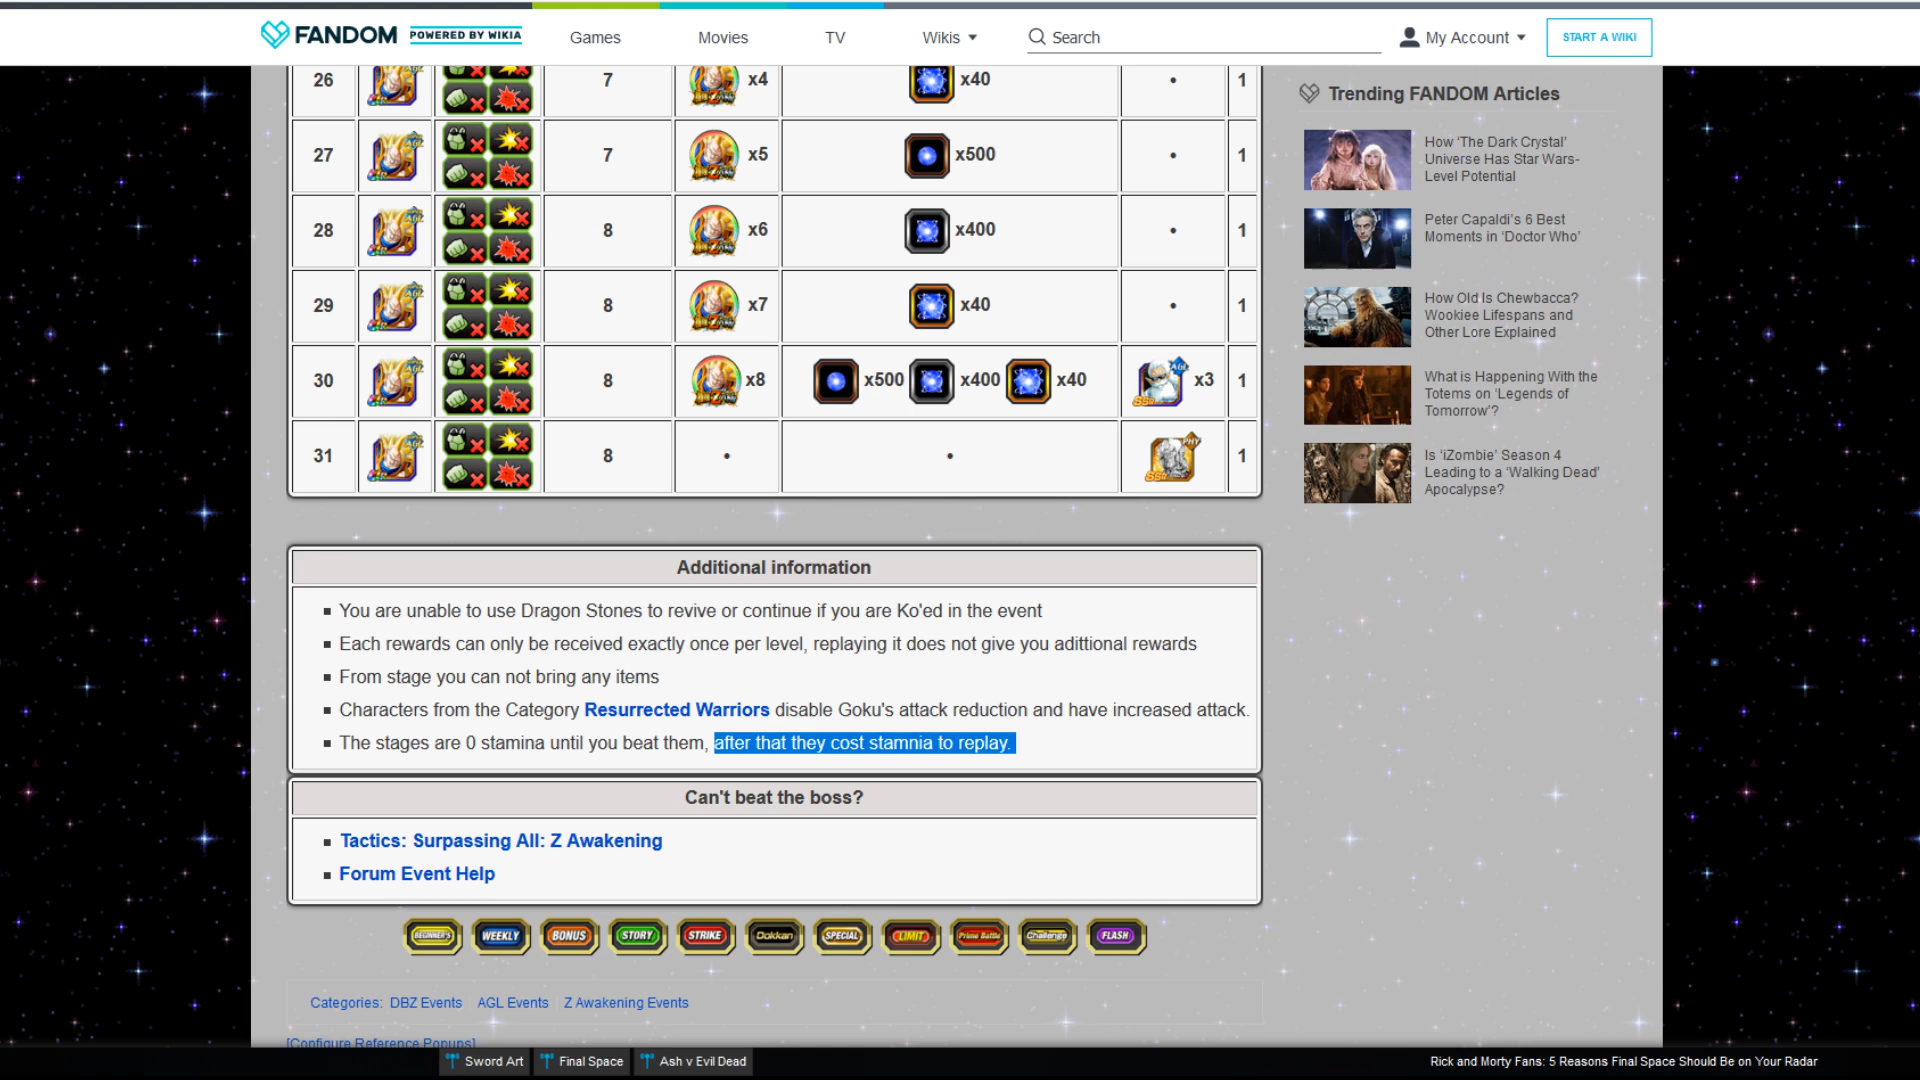 FANDOM POWERED BY WIKIA Games Movies TV Wikis Search My Account START A WIKI
26 7 x4 x40 • 1
27 7 x5 x500 • 1
28 8 x6 x400 • 1
29 8 x7 x40 • 1
30 8 x8 x500 x400 x40 x3 1
31 8 • • 1
Additional information
You are unable to use Dragon Stones to revive or continue if you are Ko'ed in the event
Each rewards can only be received exactly once per level, replaying it does not give you adittional rewards
From stage you can not bring any items
Characters from the Category Resurrected Warriors disable Goku's attack reduction and have increased attack.
The stages are 0 stamina until you beat them, after that they cost stamnia to replay.
Can't beat the boss?
Tactics: Surpassing All: Z Awakening
Forum Event Help
BEGINNER'S WEEKLY BONUS STORY STRIKE Dokkan SPECIAL LIMIT Prime Battle Challenge FLASH
Categories: DBZ Events AGL Events Z Awakening Events
[Configure Reference Popups]
Trending FANDOM Articles
How ‘The Dark Crystal’
Universe Has Star Wars-
Level Potential
Peter Capaldi’s 6 Best
Moments in ‘Doctor Who’
How Old Is Chewbacca?
Wookiee Lifespans and
Other Lore Explained
What is Happening With the
Totems on ‘Legends of
Tomorrow’?
Is ‘iZombie’ Season 4
Leading to a ‘Walking Dead’
Apocalypse?
Sword Art Final Space Ash v Evil Dead Rick and Morty Fans: 5 Reasons Final Space Should Be on Your Radar